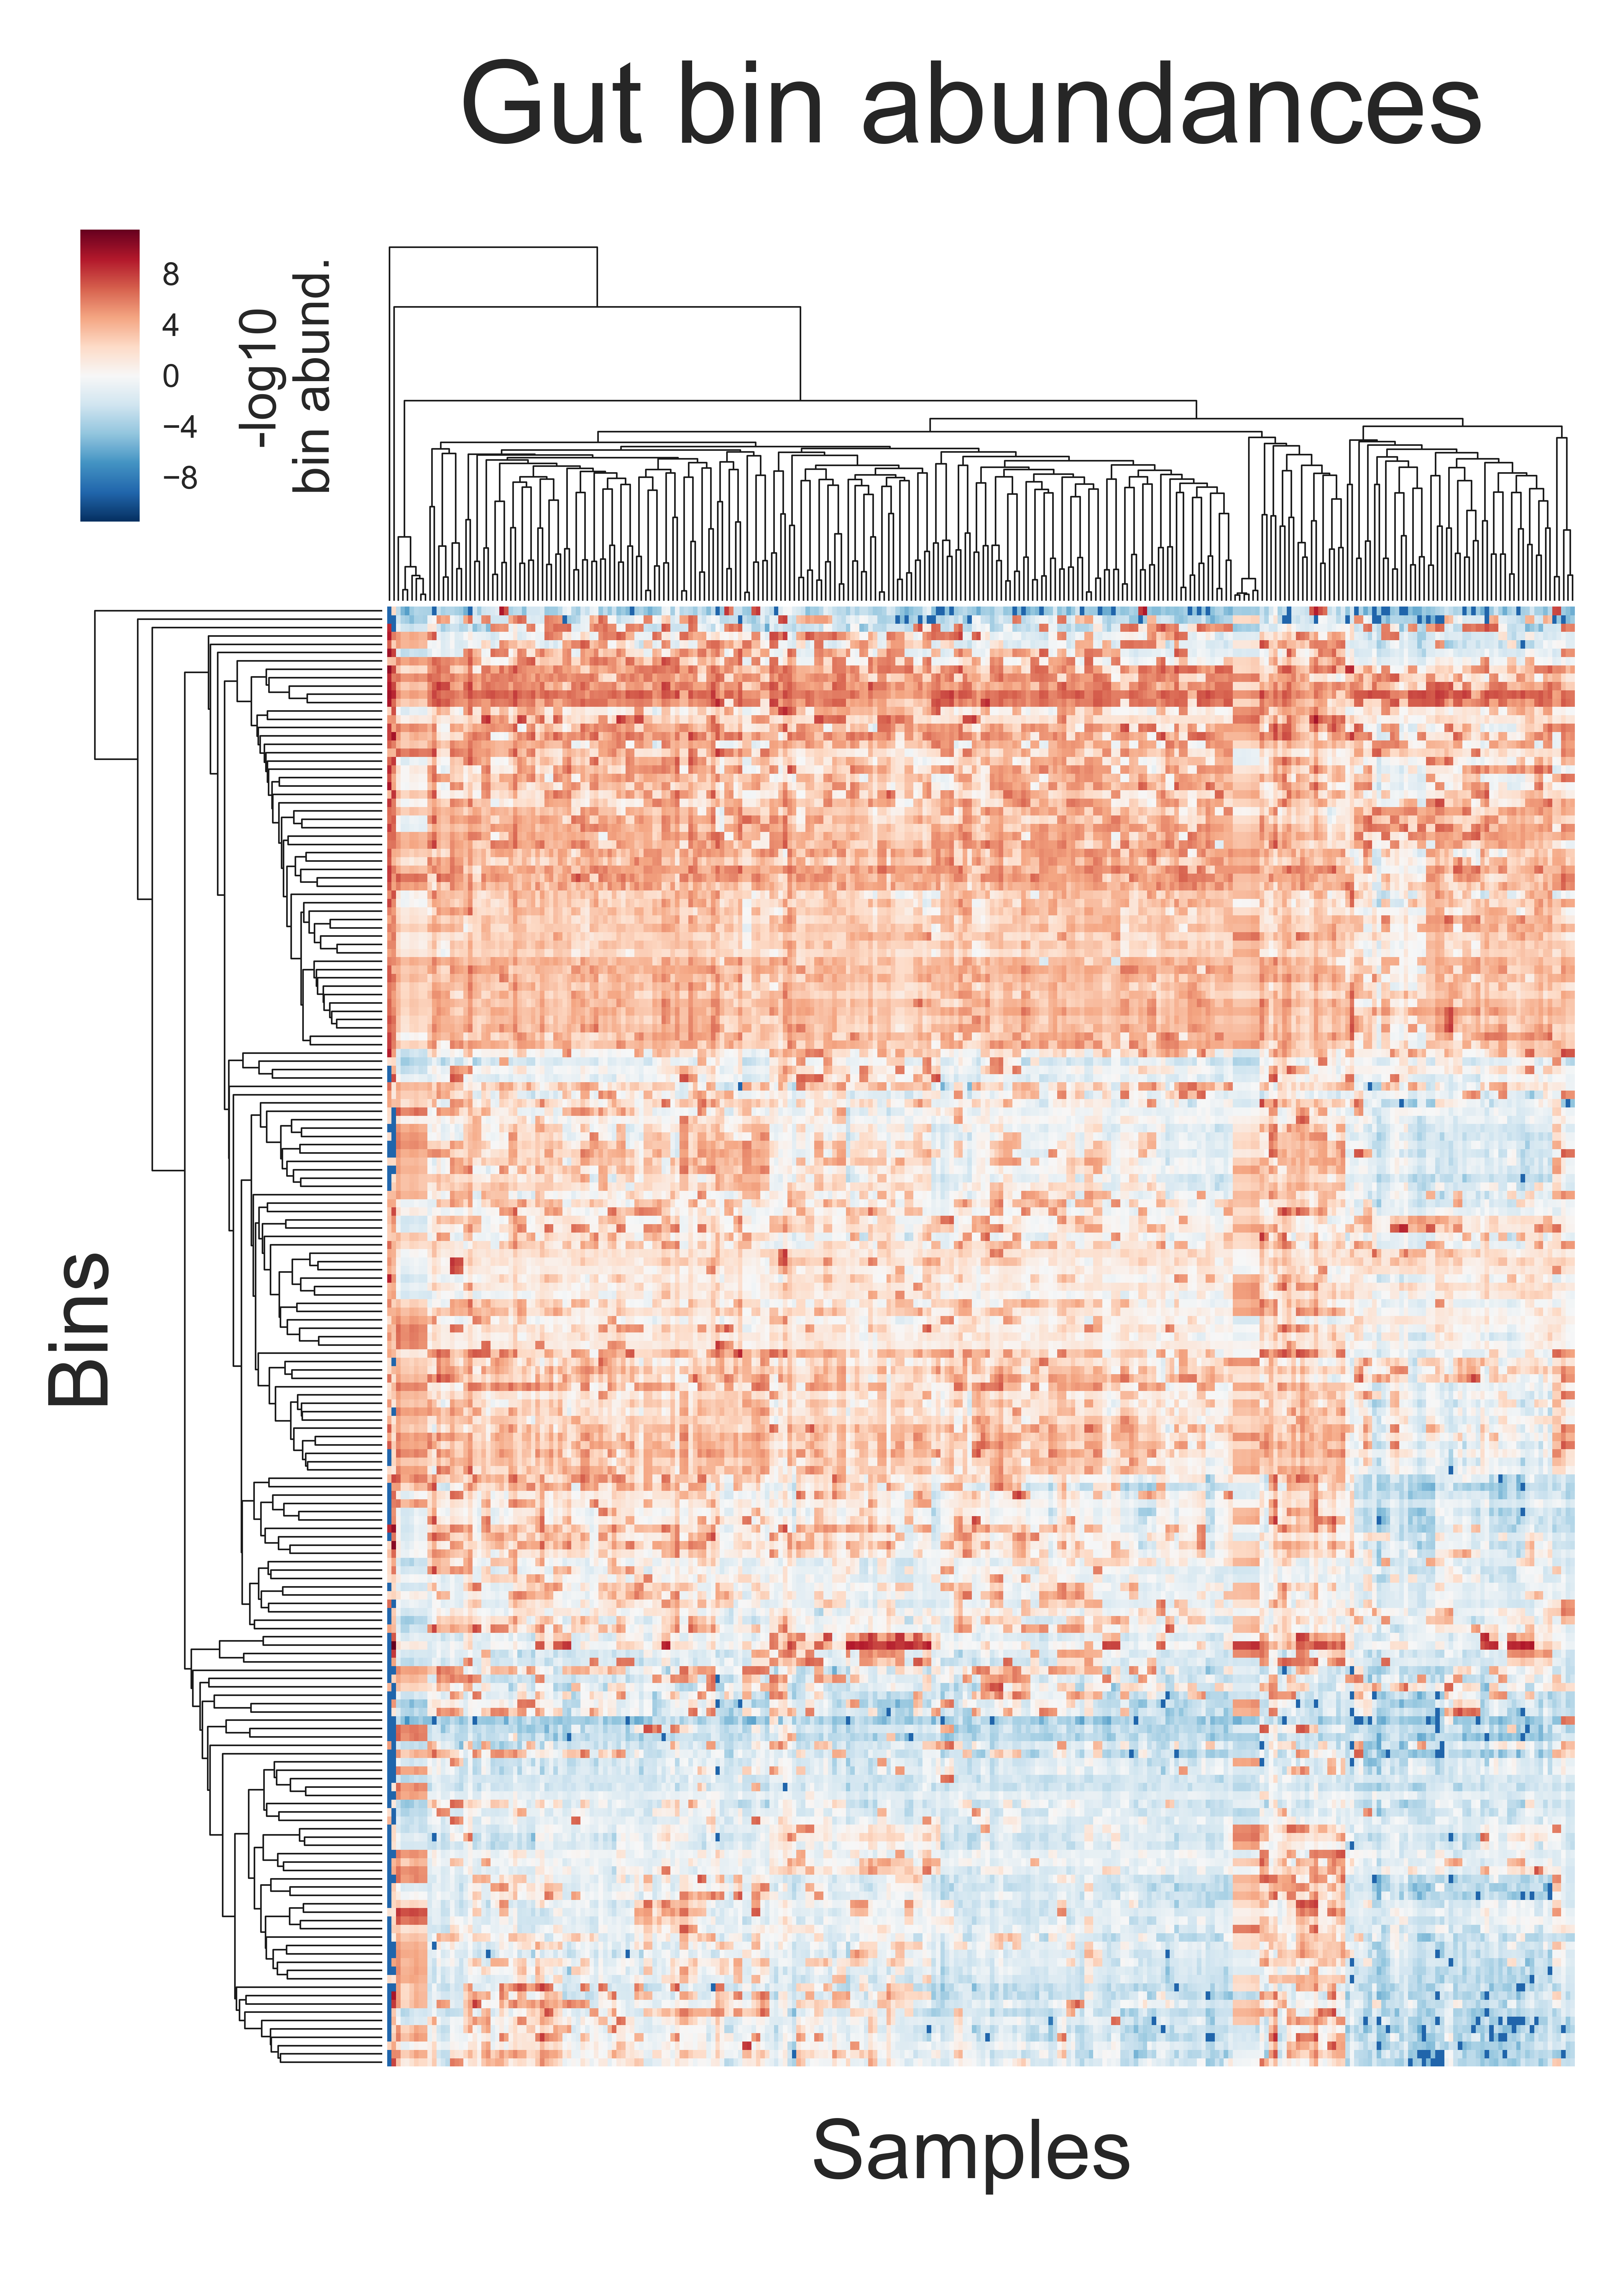 Gut bin abundances
8
4
0
−4
−8
-log10
bin abund.
Bins
Samples